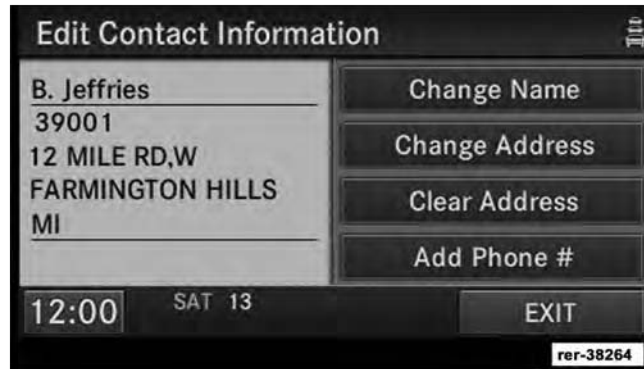 Edit Contact Information
B. Jeffries
39001
12 MILE RD,W
FARMINGTON HILLS
MI
Change Name
Change Address
Clear Address
Add Phone #
12:00
SAT 13
EXIT
rer-38264